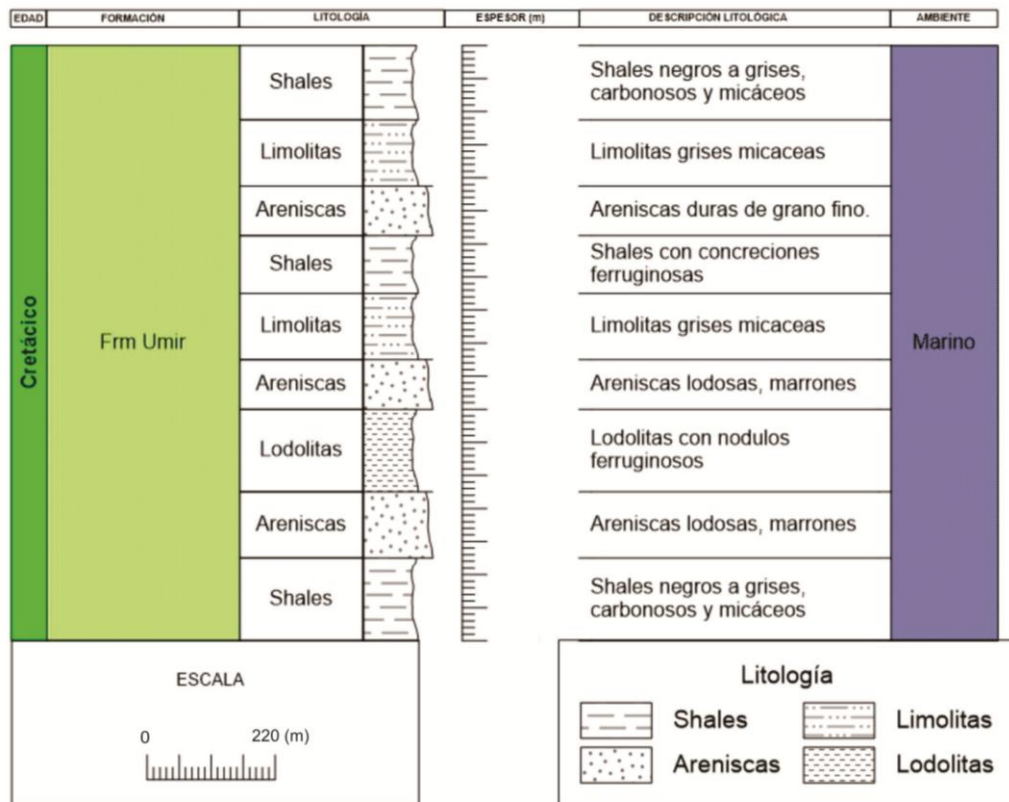 EDAD FORMACIÓN LITOLOGÍA ESPESOR (m) DESCRIPCIÓN LITOLÓGICA AMBIENTE
Cretácico
Frm Umir
Shales
Shales negros a grises,
carbonosos y micáceos
Limolitas
Limolitas grises micaceas
Areniscas
Areniscas duras de grano fino.
Shales
Shales con concreciones
ferruginosas
Limolitas
Limolitas grises micaceas
Marino
Areniscas
Areniscas lodosas, marrones
Lodolitas
Lodolitas con nodulos
ferruginosos
Areniscas
Areniscas lodosas, marrones
Shales
Shales negros a grises,
carbonosos y micáceos
ESCALA
0 220 (m)
Litología
Shales Limolitas
Areniscas Lodolitas